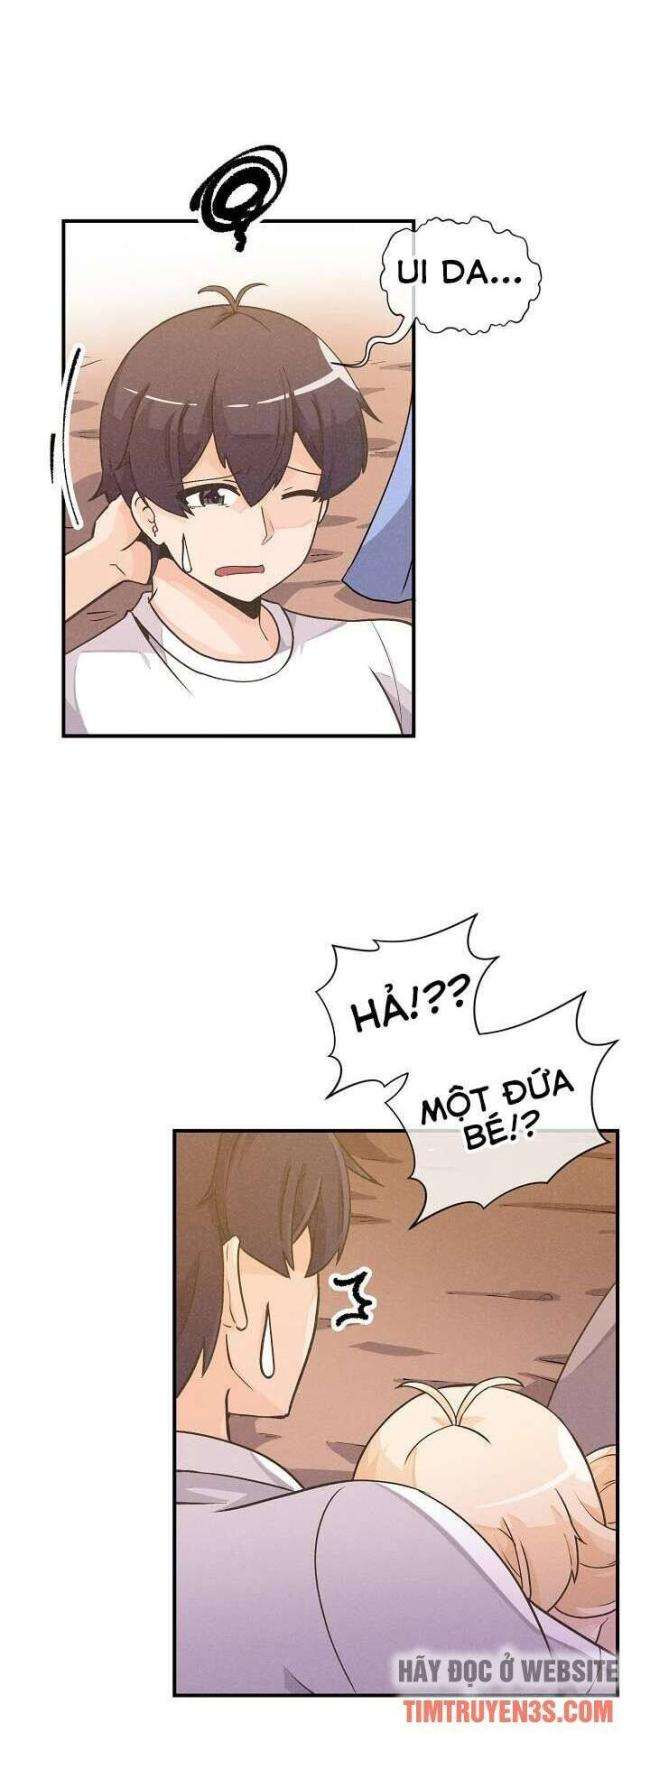 UI DA...
HẢ!??
MỘT ĐỨA
BÉ!?
HÃY ĐỌC Ở WEBSITE
TIMTRUYEN3S.COM